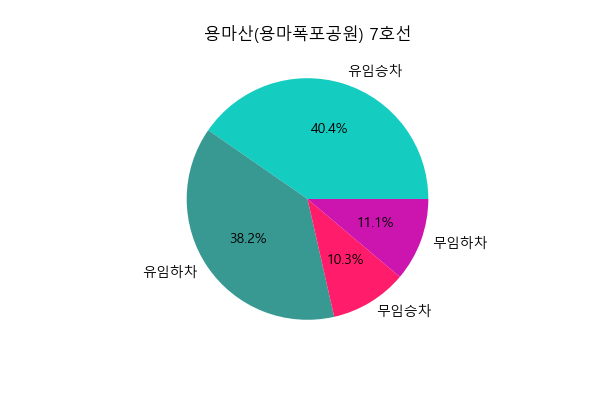 용마산(용마폭포공원) 7호선
유임승차
40.4%
38.2%
유임하차
10.3%
무임승차
11.1%
무임하차